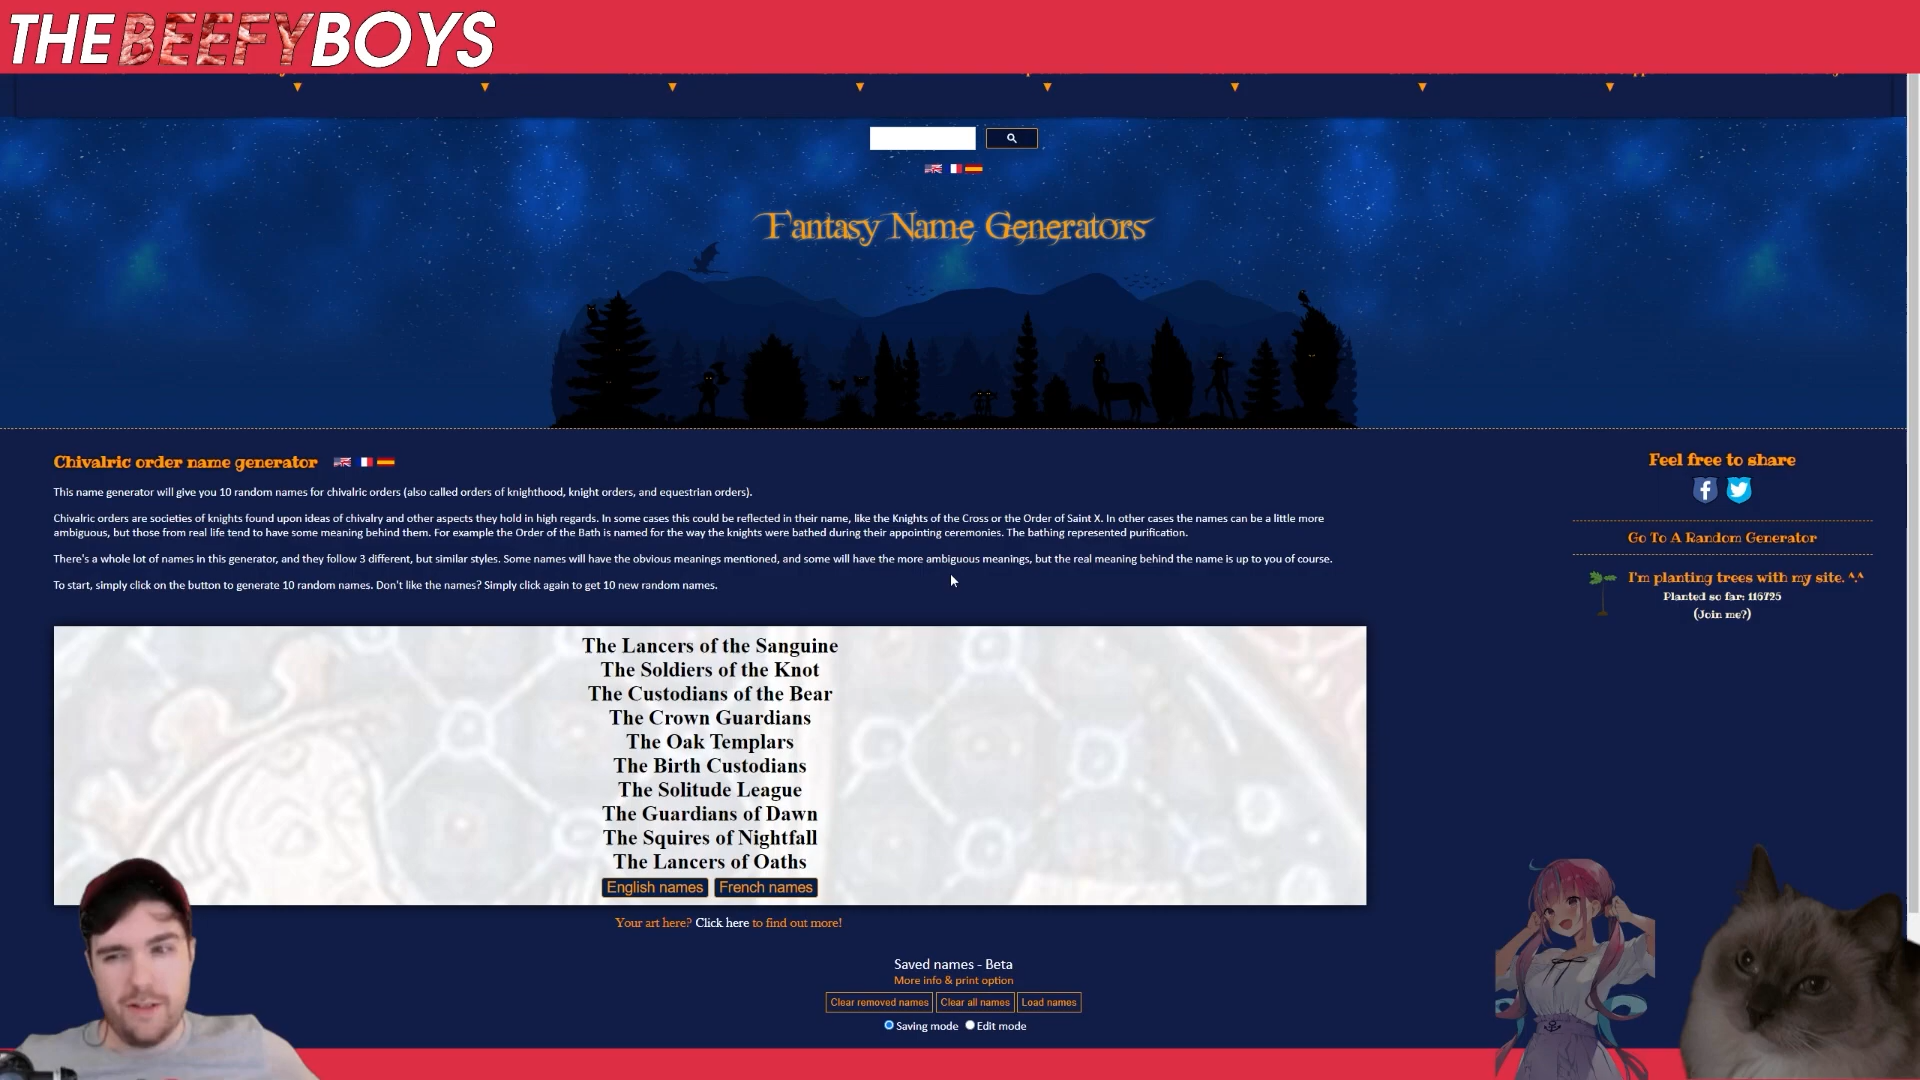 THE BEEFY BOYS
Fantasy Name Generators
Chivalric order name generator
This name generator will give you 10 random names for chivalric orders (also called orders of knighthood, knight orders, and equestrian orders).
Chivalric orders are societies of knights found upon ideas of chivalry and other aspects they hold in high regards. In some cases this could be reflected in their name, like the Knights of the Cross or the Order of Saint X. In other cases the names can be a little more
ambiguous, but those from real life tend to have some meaning behind them. For example the Order of the Bath is named for the way the knights were bathed during their appointing ceremonies. The bathing represented purification.
There's a whole lot of names in this generator, and they follow 3 different, but similar styles. Some names will have the obvious meanings mentioned, and some will have the more ambiguous meanings, but the real meaning behind the name is up to you of course.
To start, simply click on the button to generate 10 random names. Don't like the names? Simply click again to get 10 new random names.
The Lancers of the Sanguine
The Soldiers of the Knot
The Custodians of the Bear
The Crown Guardians
The Oak Templars
The Birth Custodians
The Solitude League
The Guardians of Dawn
The Squires of Nightfall
The Lancers of Oaths
English names French names
Your art here? Click here to find out more!
Saved names - Beta
More info & print option
Clear removed names Clear all names Load names
Saving mode Edit mode
Feel free to share
Go To A Random Generator
I'm planting trees with my site. ^.^
Planted so far: 116725
(Join me?)